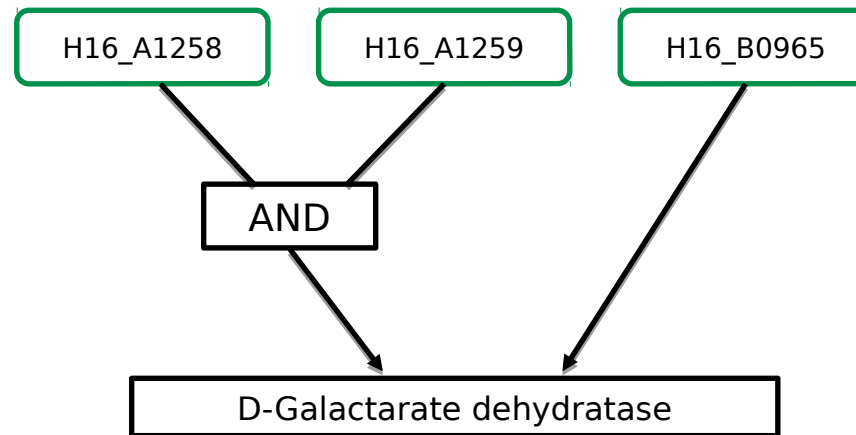 H16_A1258
H16_A1259
H16_B0965
AND
D-Galactarate dehydratase